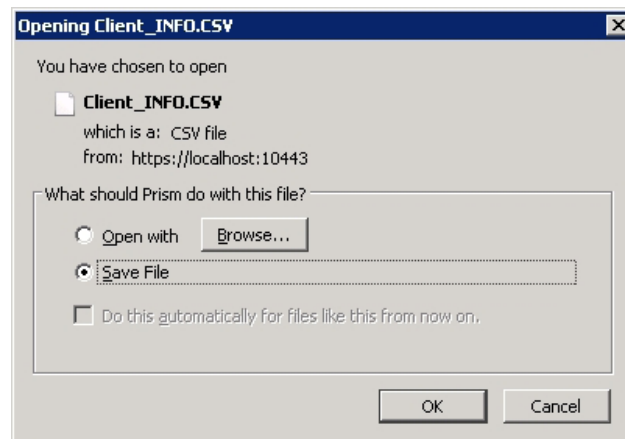 Opening Client_INFO.CSV
You have chosen to open
Client_INFO.CSV
which is a: CSV file
from: https://localhost:10443
What should Prism do with this file?
Open with
Browse...
Save File
Do this automatically for files like this from now on.
OK
Cancel